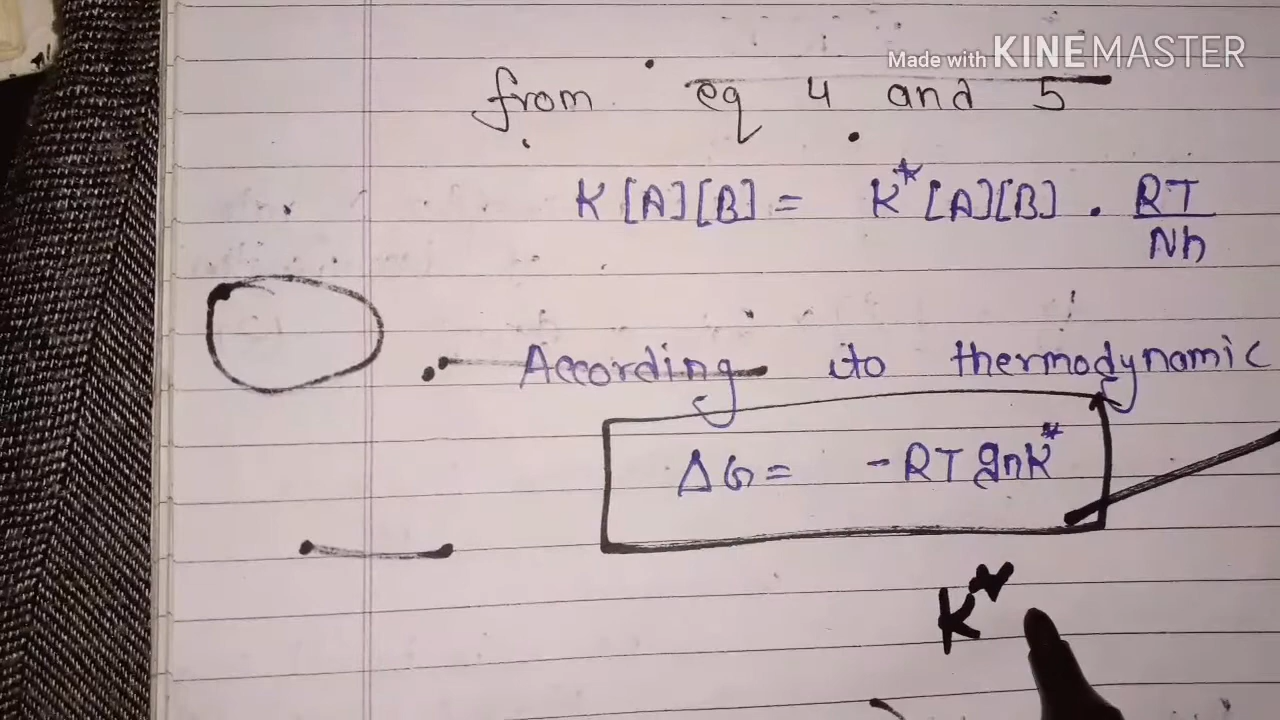 Made with KINEMASTER
from eq 4 and 5
K [A][B] = K* [A][B] . RT/Nh
According to thermodynamic
ΔG = -RT lnK*
K*